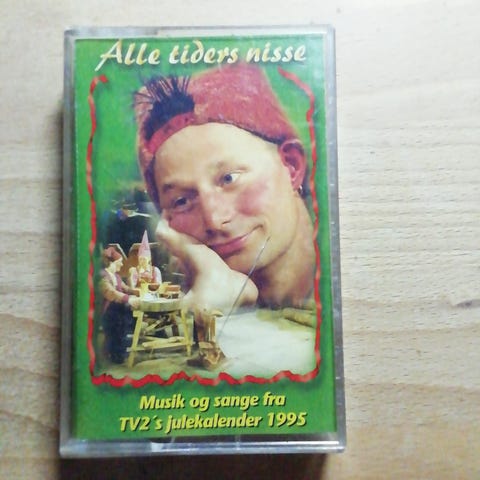 Alle tiders nisse
Musik og sange fra
TV2´s julekalender 1995